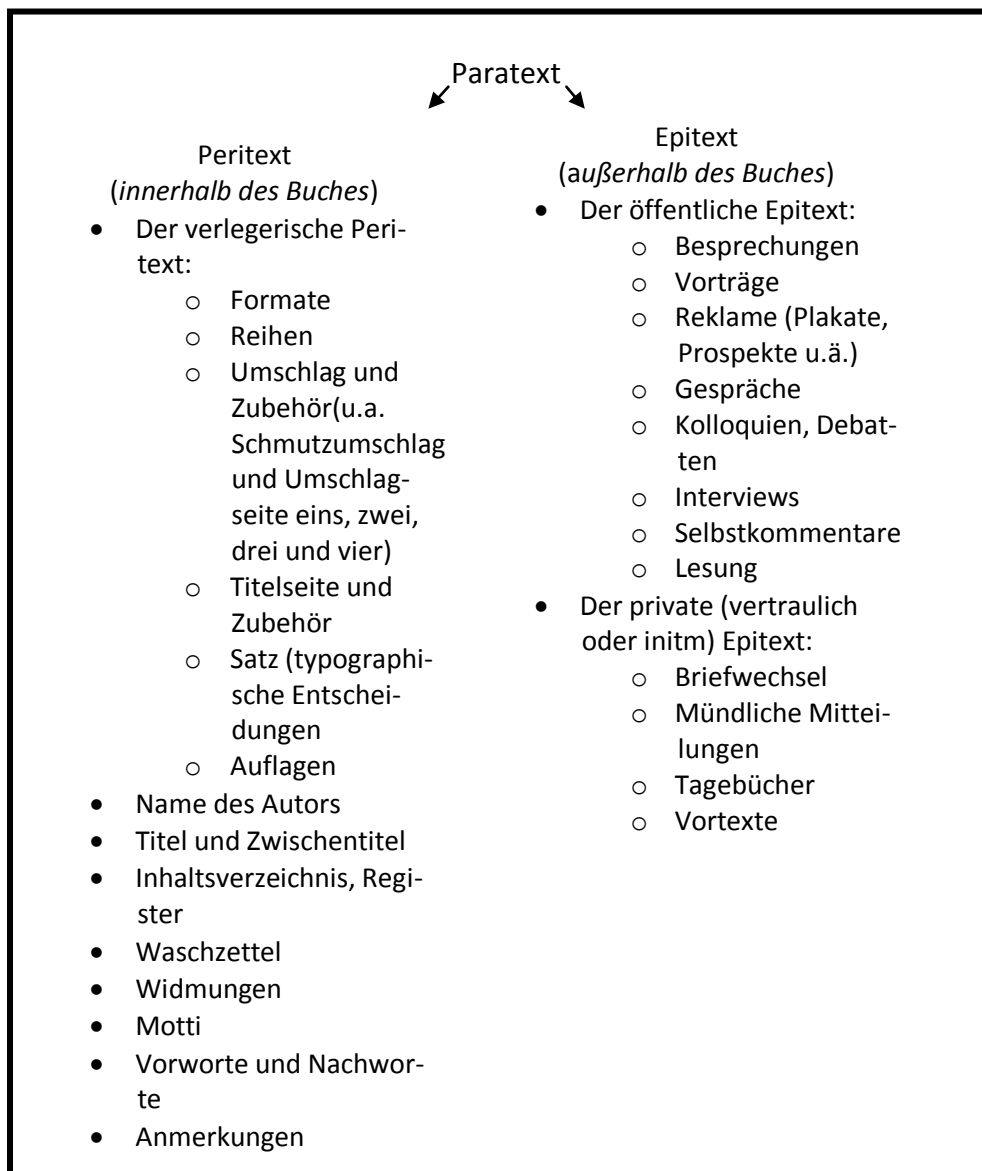 Paratext
Peritext
(innerhalb des Buches)
• Der verlegerische Peri-
text:
o Formate
o Reihen
o Umschlag und
Zubehör(u.a.
Schmutzumschlag
und Umschlag-
seite eins, zwei,
drei und vier)
o Titelseite und
Zubehör
o Satz (typographi-
sche Entschei-
dungen
o Auflagen
• Name des Autors
• Titel und Zwischentitel
• Inhaltsverzeichnis, Regi-
ster
• Waschzettel
• Widmungen
• Motti
• Vorworte und Nachwor-
te
• Anmerkungen
Epitext
(außerhalb des Buches)
• Der öffentliche Epitext:
o Besprechungen
o Vorträge
o Reklame (Plakate,
Prospekte u.ä.)
o Gespräche
o Kolloquien, Debat-
ten
o Interviews
o Selbstkommentare
o Lesung
• Der private (vertraulich
oder initm) Epitext:
o Briefwechsel
o Mündliche Mittei-
lungen
o Tagebücher
o Vortexte